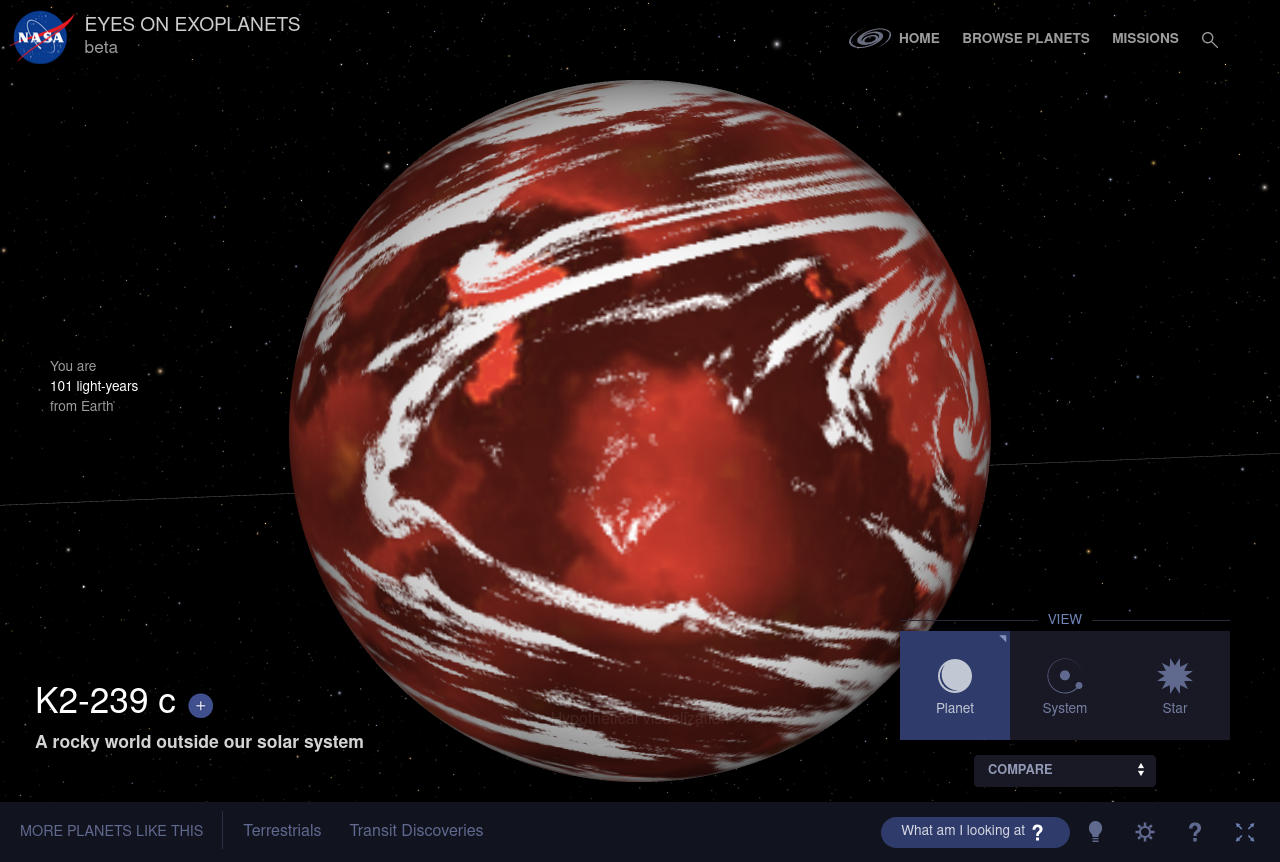 NASA
EYES ON EXOPLANETS
beta
HOME
BROWSE PLANETS
MISSIONS
You are
101 light-years
from Earth
VIEW
Planet
System
Star
K2-239 c +
A rocky world outside our solar system
Hypothetical visualization
COMPARE
MORE PLANETS LIKE THIS
Terrestrials
Transit Discoveries
What am I looking at ?
?